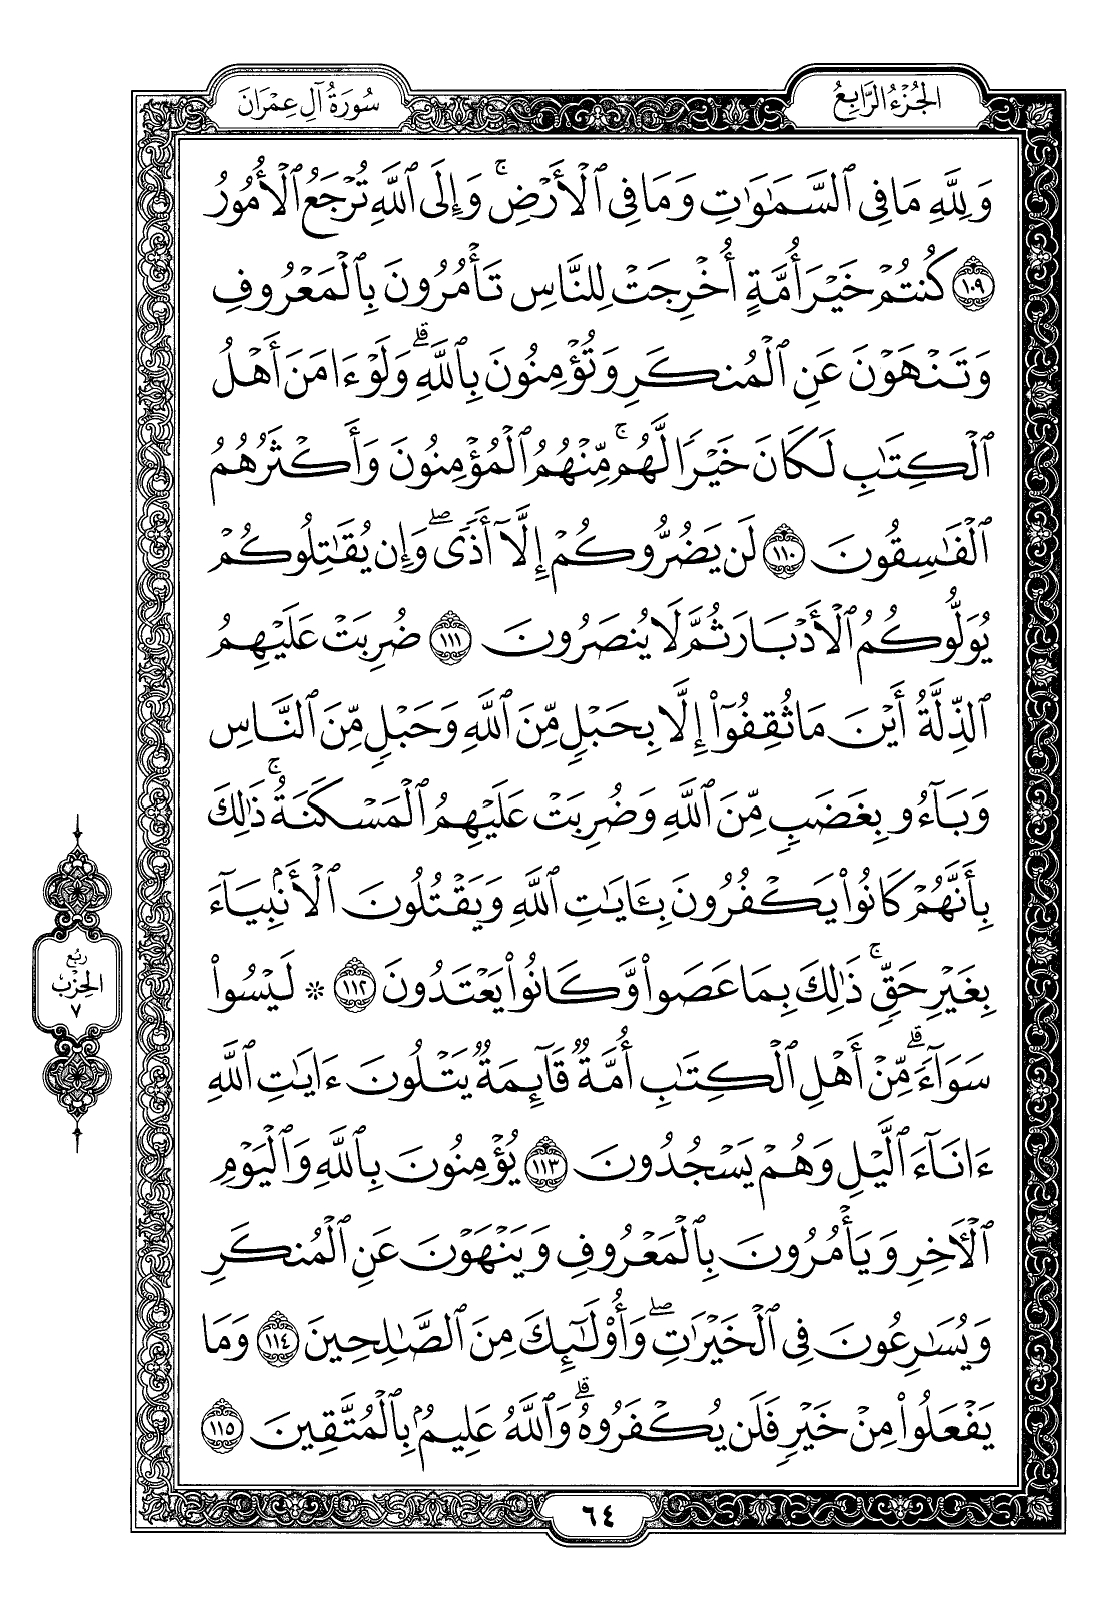 الجُزْءُ الرَّابِعُ
سُورَةُ آلِ عِمْرَانَ
وَلِلَّهِ مَا فِي ٱلسَّمَٰوَٰتِ وَمَا فِي ٱلْأَرْضِۚ وَإِلَى ٱللَّهِ تُرْجَعُ ٱلْأُمُورُ
١٠٩ كُنتُمْ خَيْرَ أُمَّةٍ أُخْرِجَتْ لِلنَّاسِ تَأْمُرُونَ بِٱلْمَعْرُوفِ
وَتَنْهَوْنَ عَنِ ٱلْمُنكَرِ وَتُؤْمِنُونَ بِٱللَّهِۗ وَلَوْ ءَامَنَ أَهْلُ
ٱلْكِتَٰبِ لَكَانَ خَيْرًا لَّهُمۚ مِّنْهُمُ ٱلْمُؤْمِنُونَ وَأَكْثَرُهُمُ
ٱلْفَٰسِقُونَ ١١٠ لَن يَضُرُّوكُمْ إِلَّآ أَذًىۖ وَإِن يُقَٰتِلُوكُمْ
يُوَلُّوكُمُ ٱلْأَدْبَارَ ثُمَّ لَا يُنصَرُونَ ١١١ ضُرِبَتْ عَلَيْهِمُ
ٱلذِّلَّةُ أَيْنَ مَا ثُقِفُوٓا۟ إِلَّا بِحَبْلٍ مِّنَ ٱللَّهِ وَحَبْلٍ مِّنَ ٱلنَّاسِ
وَبَآءُو بِغَضَبٍ مِّنَ ٱللَّهِ وَضُرِبَتْ عَلَيْهِمُ ٱلْمَسْكَنَةُۚ ذَٰلِكَ
بِأَنَّهُمْ كَانُوا۟ يَكْفُرُونَ بِـَٔايَٰتِ ٱللَّهِ وَيَقْتُلُونَ ٱلْأَنۢبِيَآءَ
بِغَيْرِ حَقٍّۚ ذَٰلِكَ بِمَا عَصَوا۟ وَّكَانُوا۟ يَعْتَدُونَ ١١٢ ۞ لَيْسُوا۟
سَوَآءًۗ مِّنْ أَهْلِ ٱلْكِتَٰبِ أُمَّةٌ قَآئِمَةٌ يَتْلُونَ ءَايَٰتِ ٱللَّهِ
ءَانَآءَ ٱلَّيْلِ وَهُمْ يَسْجُدُونَ ١١٣ يُؤْمِنُونَ بِٱللَّهِ وَٱلْيَوْمِ
ٱلْـَٔاخِرِ وَيَأْمُرُونَ بِٱلْمَعْرُوفِ وَيَنْهَوْنَ عَنِ ٱلْمُنكَرِ
وَيُسَٰرِعُونَ فِي ٱلْخَيْرَٰتِۖ وَأُو۟لَٰٓئِكَ مِنَ ٱلصَّٰلِحِينَ ١١٤ وَمَا
يَفْعَلُوا۟ مِنْ خَيْرٍ فَلَن يُكْفَرُوهُۗ وَٱللَّهُ عَلِيمٌۢ بِٱلْمُتَّقِينَ ١١٥
رُبْعُ
الحِزْب
٧
٦٤